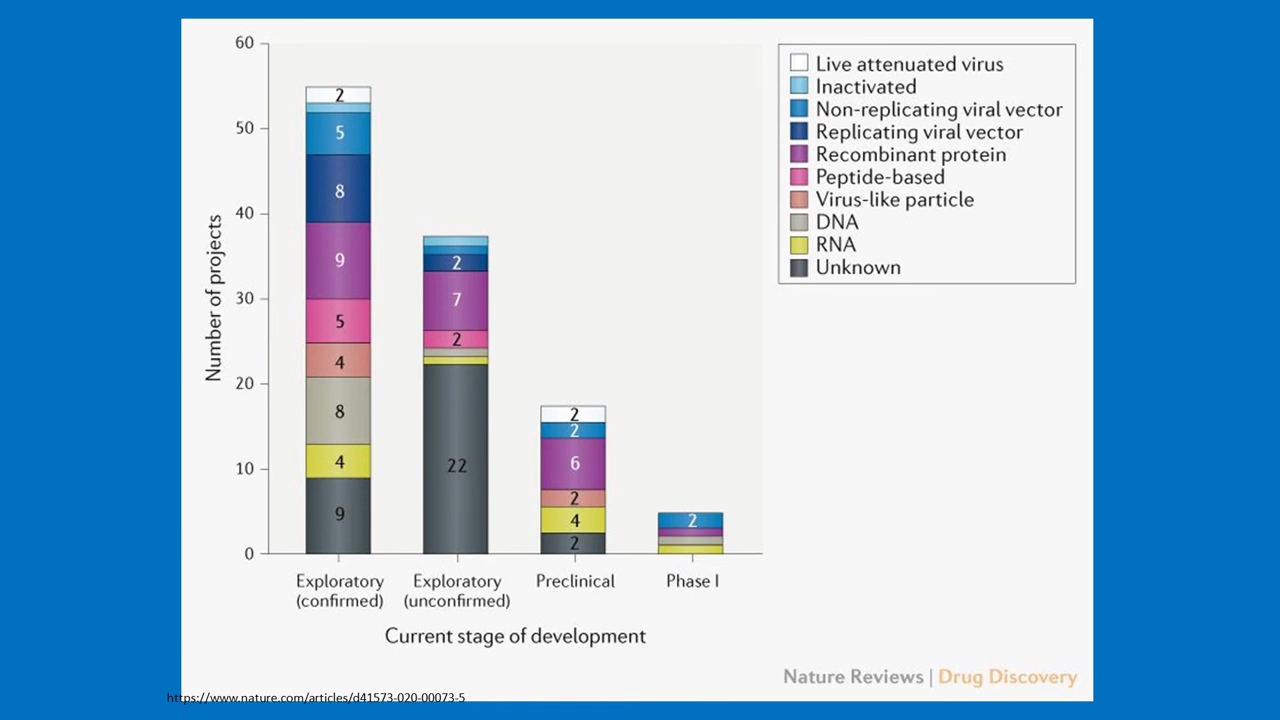 60
50
40
30
20
10
0
Number of projects
2
5
8
9
5
4
8
4
9
2
7
2
22
2
2
6
2
4
2
2
Exploratory
(confirmed)
Exploratory
(unconfirmed)
Preclinical
Phase I
Current stage of development
Live attenuated virus
Inactivated
Non-replicating viral vector
Replicating viral vector
Recombinant protein
Peptide-based
Virus-like particle
DNA
RNA
Unknown
Nature Reviews | Drug Discovery
https://www.nature.com/articles/d41573-020-00073-5